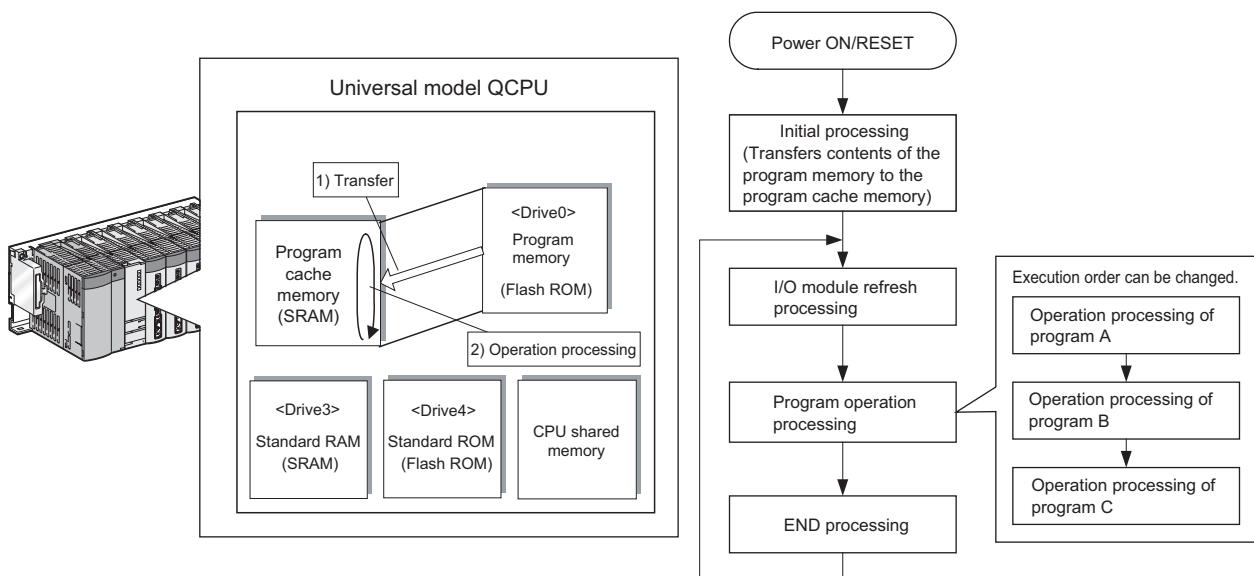 Universal model QCPU
1) Transfer
Program
cache
memory
(SRAM)
<Drive0>
Program
memory
(Flash ROM)
2) Operation processing
<Drive3>
Standard RAM
(SRAM)
<Drive4>
Standard ROM
(Flash ROM)
CPU shared
memory
Power ON/RESET
Initial processing
(Transfers contents of the
program memory to the
program cache memory)
I/O module refresh
processing
Program operation
processing
END processing
Execution order can be changed.
Operation processing of
program A
Operation processing of
program B
Operation processing of
program C